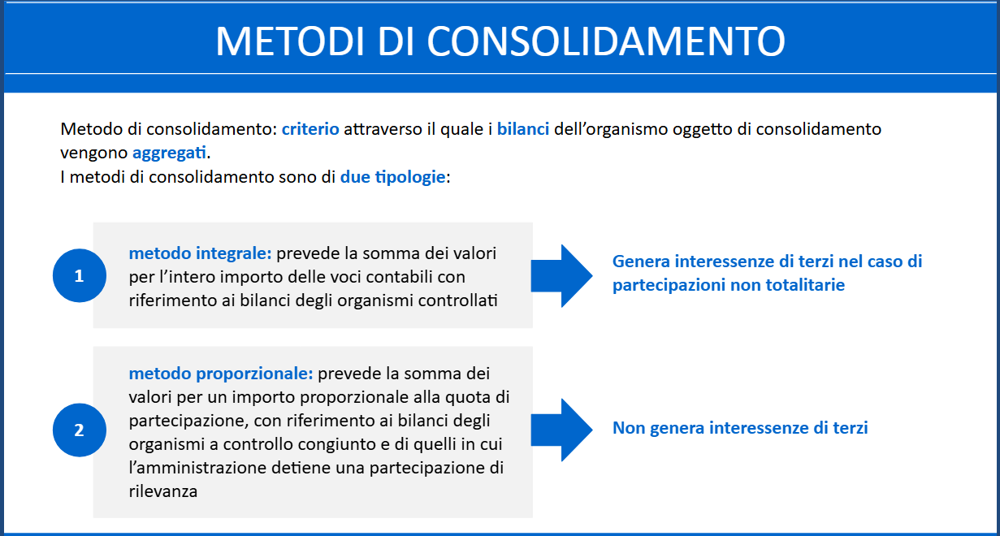 METODI DI CONSOLIDAMENTO
Metodo di consolidamento: criterio attraverso il quale i bilanci dell’organismo oggetto di consolidamento
vengono aggregati.
I metodi di consolidamento sono di due tipologie:
1
metodo integrale: prevede la somma dei valori
per l’intero importo delle voci contabili con
riferimento ai bilanci degli organismi controllati
Genera interessenze di terzi nel caso di
partecipazioni non totalitarie
2
metodo proporzionale: prevede la somma dei
valori per un importo proporzionale alla quota di
partecipazione, con riferimento ai bilanci degli
organismi a controllo congiunto e di quelli in cui
l’amministrazione detiene una partecipazione di
rilevanza
Non genera interessenze di terzi